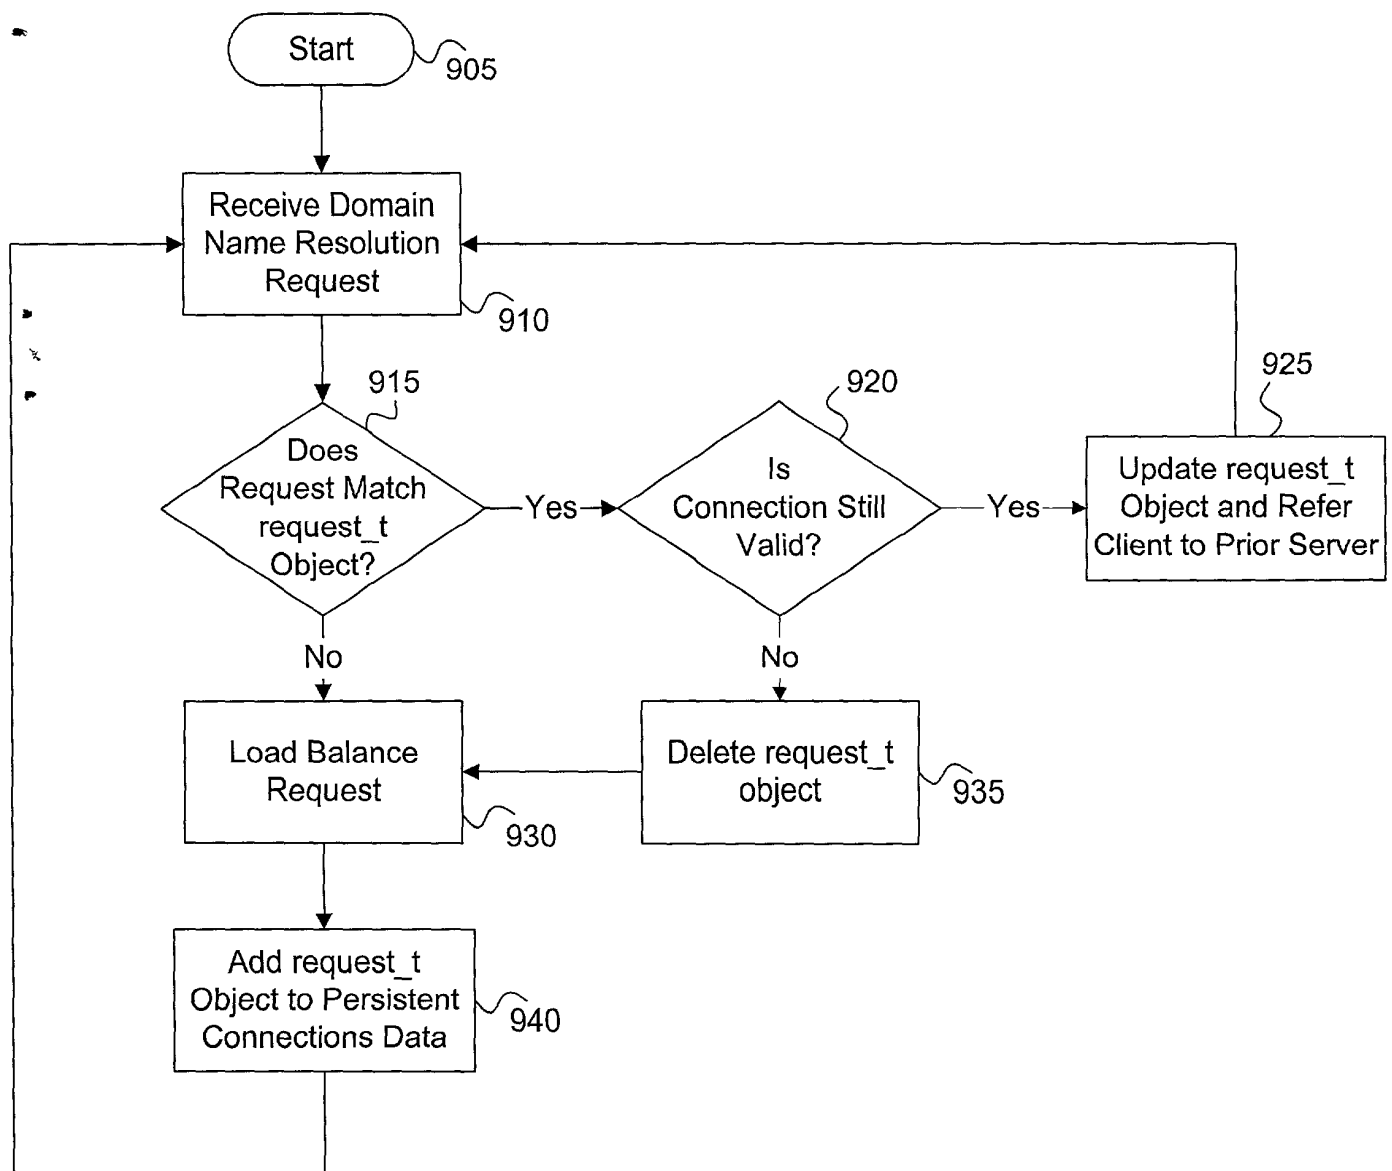 Start
905
Receive Domain
Name Resolution
Request
910
915
Does
Request Match
request_t
Object?
Yes
920
Is
Connection Still
Valid?
Yes
925
Update request_t
Object and Refer
Client to Prior Server
No
No
Load Balance
Request
930
Delete request_t
object
935
Add request_t
Object to Persistent
Connections Data
940